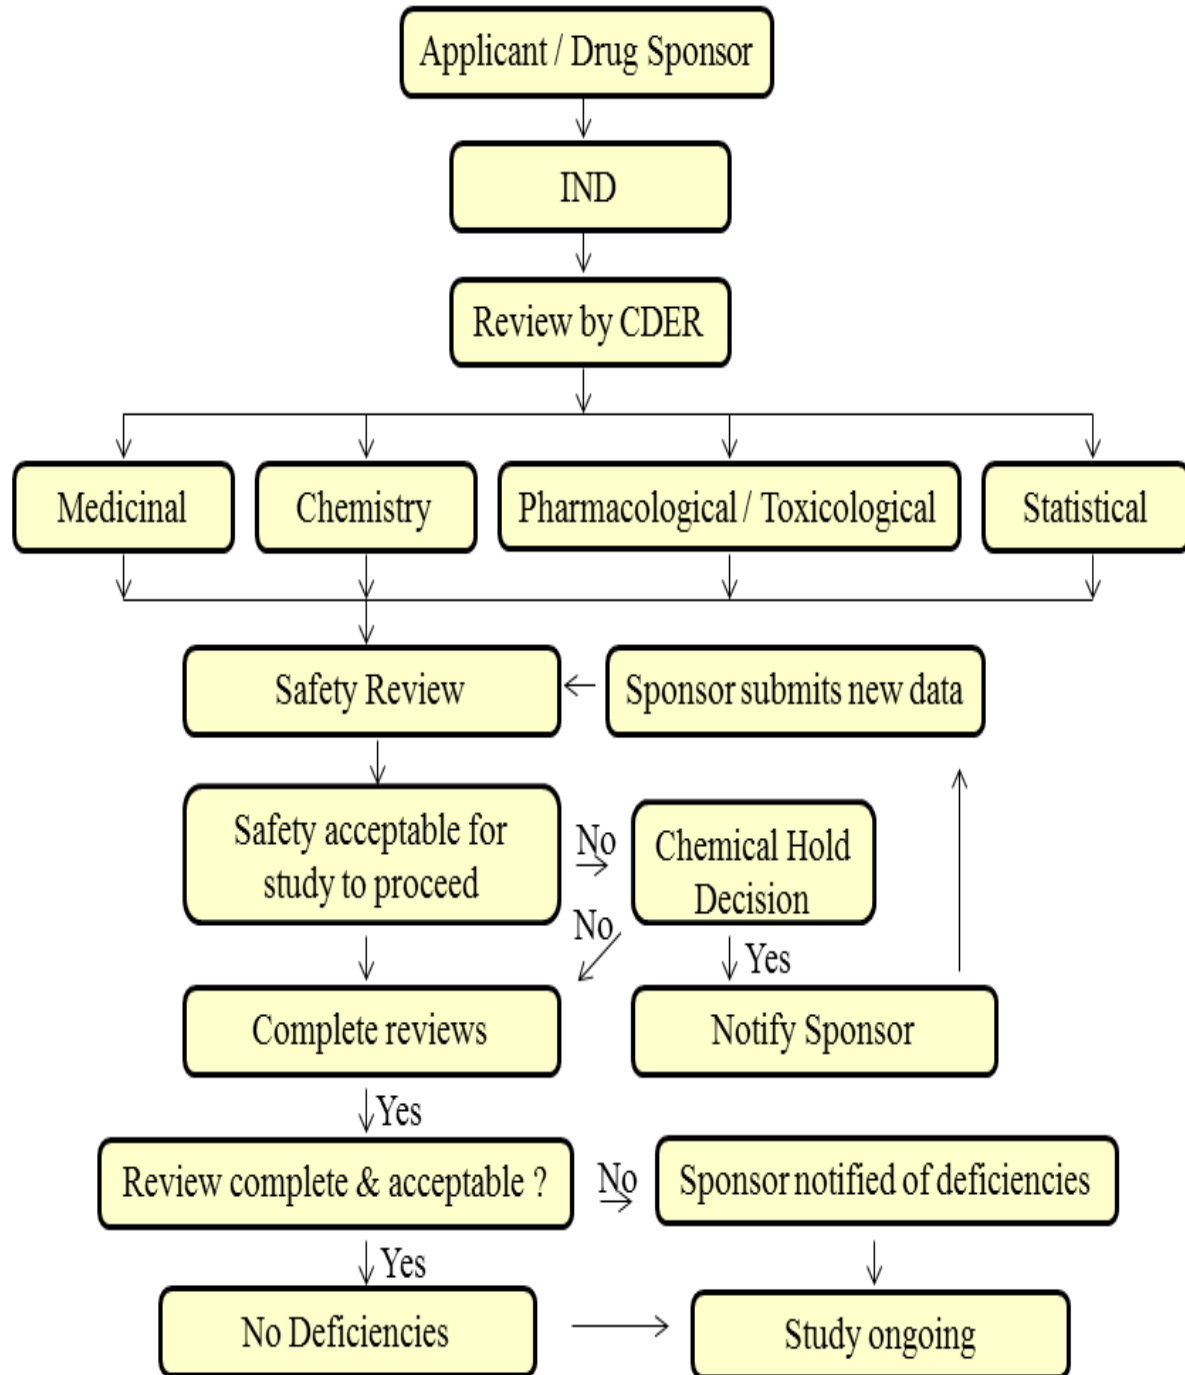 Applicant / Drug Sponsor
IND
Review by CDER
Medicinal
Chemistry
Pharmacological / Toxicological
Statistical
Safety Review
Sponsor submits new data
Safety acceptable for
study to proceed
No
Chemical Hold
Decision
No
Yes
Complete reviews
Notify Sponsor
Yes
Review complete & acceptable ?
No
Sponsor notified of deficiencies
Yes
No Deficiencies
Study ongoing